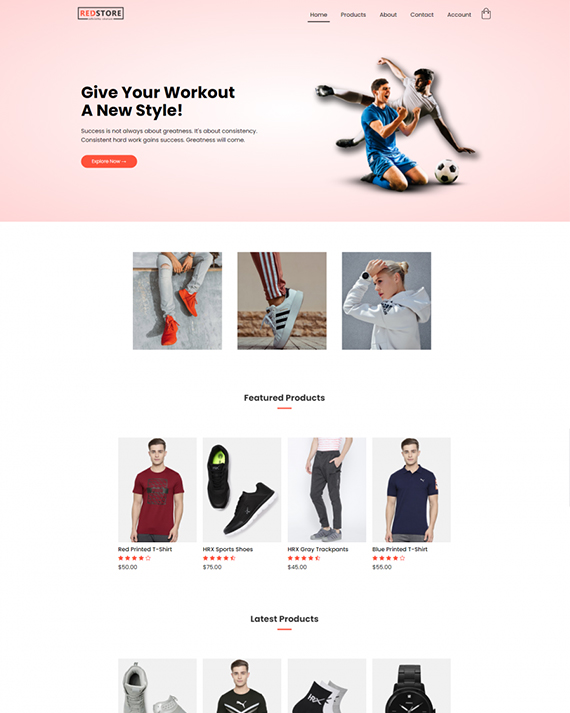 REDSTORE
Home Products About Contact Account
Give Your Workout
A New Style!
Success is not always about greatness. It's about consistency.
Consistent hard work gains success. Greatness will come.
Explore Now →
Featured Products
Red Printed T-Shirt
$50.00
HRX Sports Shoes
$75.00
HRX Gray Trackpants
$45.00
Blue Printed T-Shirt
$55.00
Latest Products
HRX